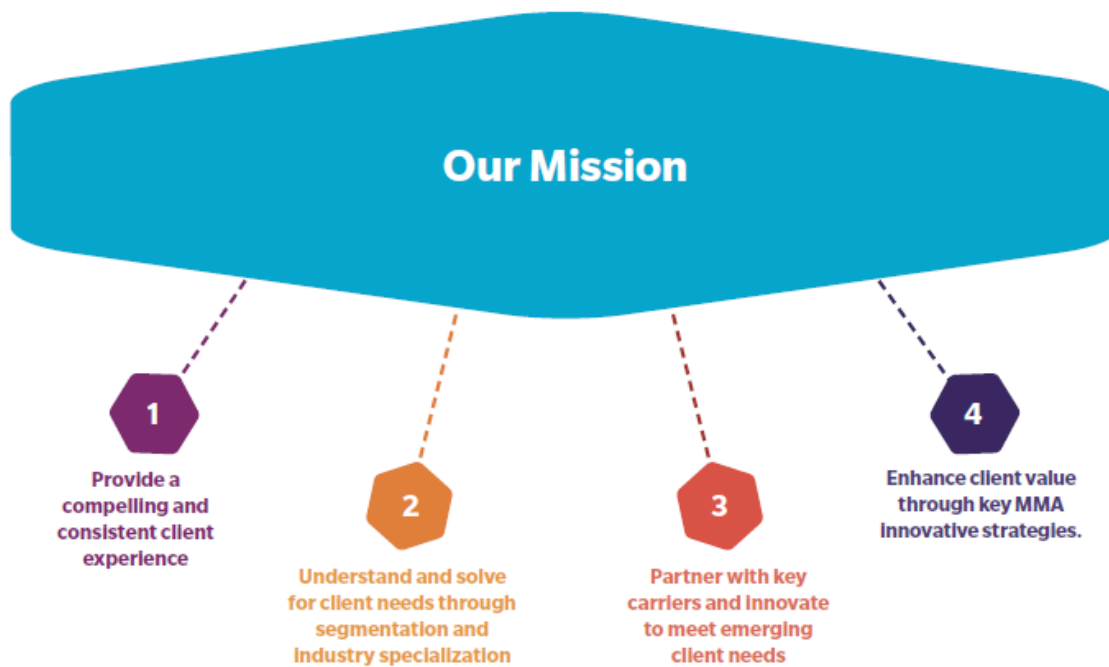 Our Mission
1
Provide a
compelling and
consistent client
experience
2
Understand and solve
for client needs through
segmentation and
industry specialization
3
Partner with key
carriers and innovate
to meet emerging
client needs
4
Enhance client value
through key MMA
innovative strategies.